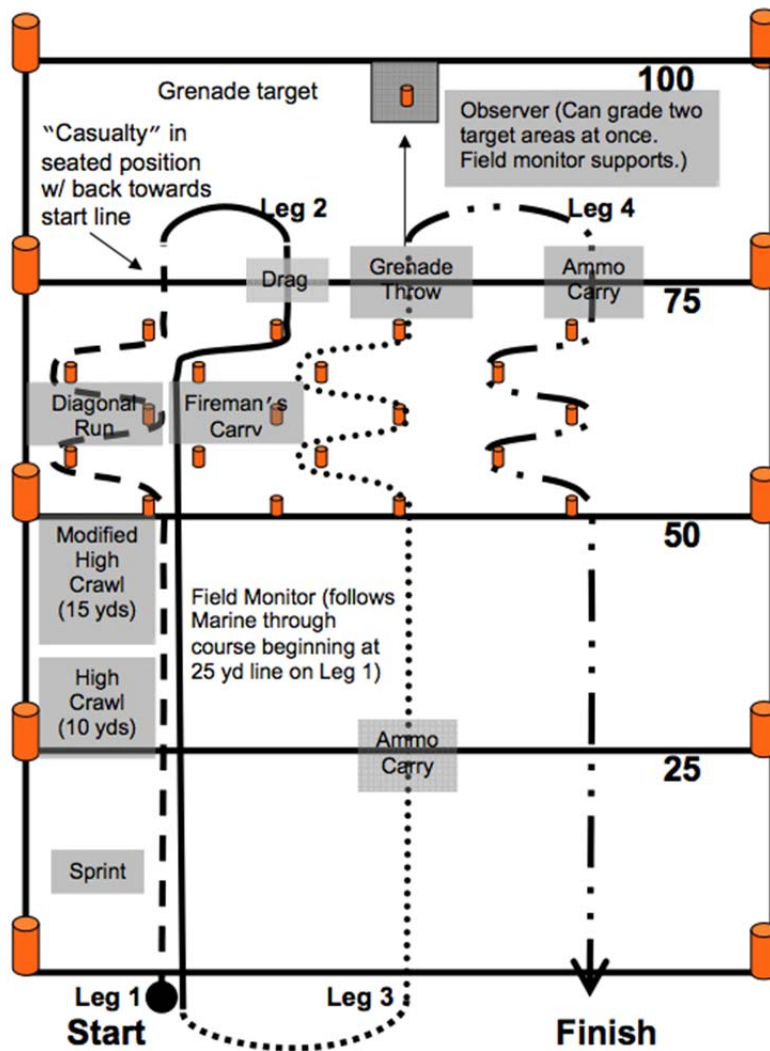 100
Grenade target
Observer (Can grade two
target areas at once.
Field monitor supports.)
"Casualty" in
seated position
w/ back towards
start line
Leg 2
Leg 4
Drag
Grenade
Throw
Ammo
Carry
75
Diagonal
Run
Fireman's
Carry
50
Modified
High
Crawl
(15 yds)
Field Monitor (follows
Marine through
course beginning at
25 yd line on Leg 1)
High
Crawl
(10 yds)
Ammo
Carry
25
Sprint
Leg 1
Leg 3
Start
Finish